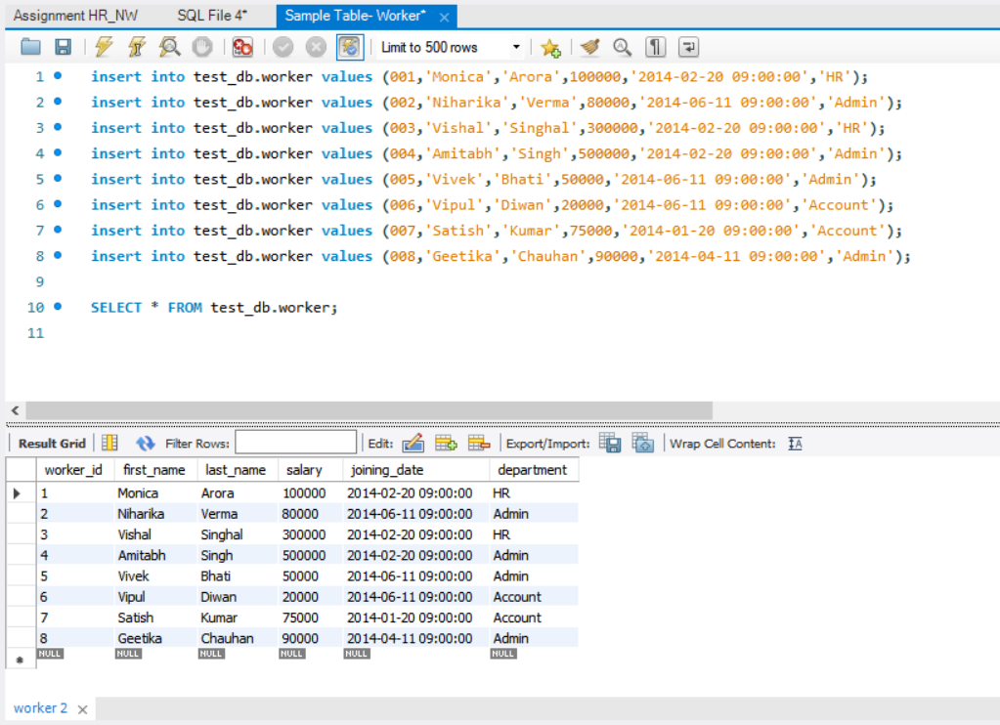 Assignment HR_NW SQL File 4* Sample Table- Worker*
Limit to 500 rows
1 insert into test_db.worker values (001,'Monica','Arora',100000,'2014-02-20 09:00:00','HR');
2 insert into test_db.worker values (002,'Niharika','Verma',80000,'2014-06-11 09:00:00','Admin');
3 insert into test_db.worker values (003,'Vishal','Singhal',300000,'2014-02-20 09:00:00','HR');
4 insert into test_db.worker values (004,'Amitabh','Singh',500000,'2014-02-20 09:00:00','Admin');
5 insert into test_db.worker values (005,'Vivek','Bhati',50000,'2014-06-11 09:00:00','Admin');
6 insert into test_db.worker values (006,'Vipul','Diwan',20000,'2014-06-11 09:00:00','Account');
7 insert into test_db.worker values (007,'Satish','Kumar',75000,'2014-01-20 09:00:00','Account');
8 insert into test_db.worker values (008,'Geetika','Chauhan',90000,'2014-04-11 09:00:00','Admin');
9
10 SELECT * FROM test_db.worker;
11
Result Grid Filter Rows: Edit: Export/Import: Wrap Cell Content: IA
worker_id first_name last_name salary joining_date department
1 Monica Arora 100000 2014-02-20 09:00:00 HR
2 Niharika Verma 80000 2014-06-11 09:00:00 Admin
3 Vishal Singhal 300000 2014-02-20 09:00:00 HR
4 Amitabh Singh 500000 2014-02-20 09:00:00 Admin
5 Vivek Bhati 50000 2014-06-11 09:00:00 Admin
6 Vipul Diwan 20000 2014-06-11 09:00:00 Account
7 Satish Kumar 75000 2014-01-20 09:00:00 Account
8 Geetika Chauhan 90000 2014-04-11 09:00:00 Admin
NULL NULL NULL NULL NULL NULL
worker 2